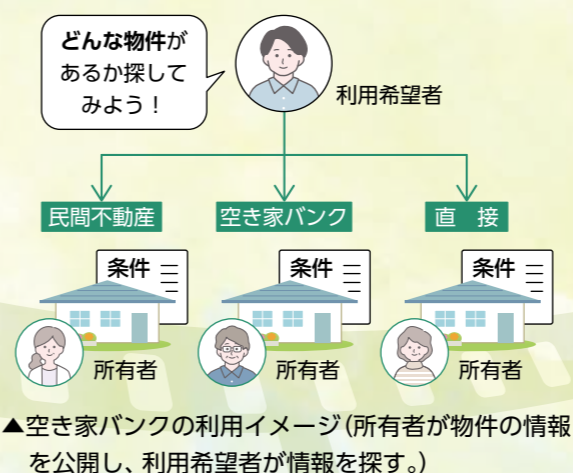 どんな物件が
あるか探して
みよう！
利用希望者
民間不動産
空き家バンク
直 接
条件
条件
条件
所有者
所有者
所有者
▲空き家バンクの利用イメージ（所有者が物件の情報
を公開し、利用希望者が情報を探す。）